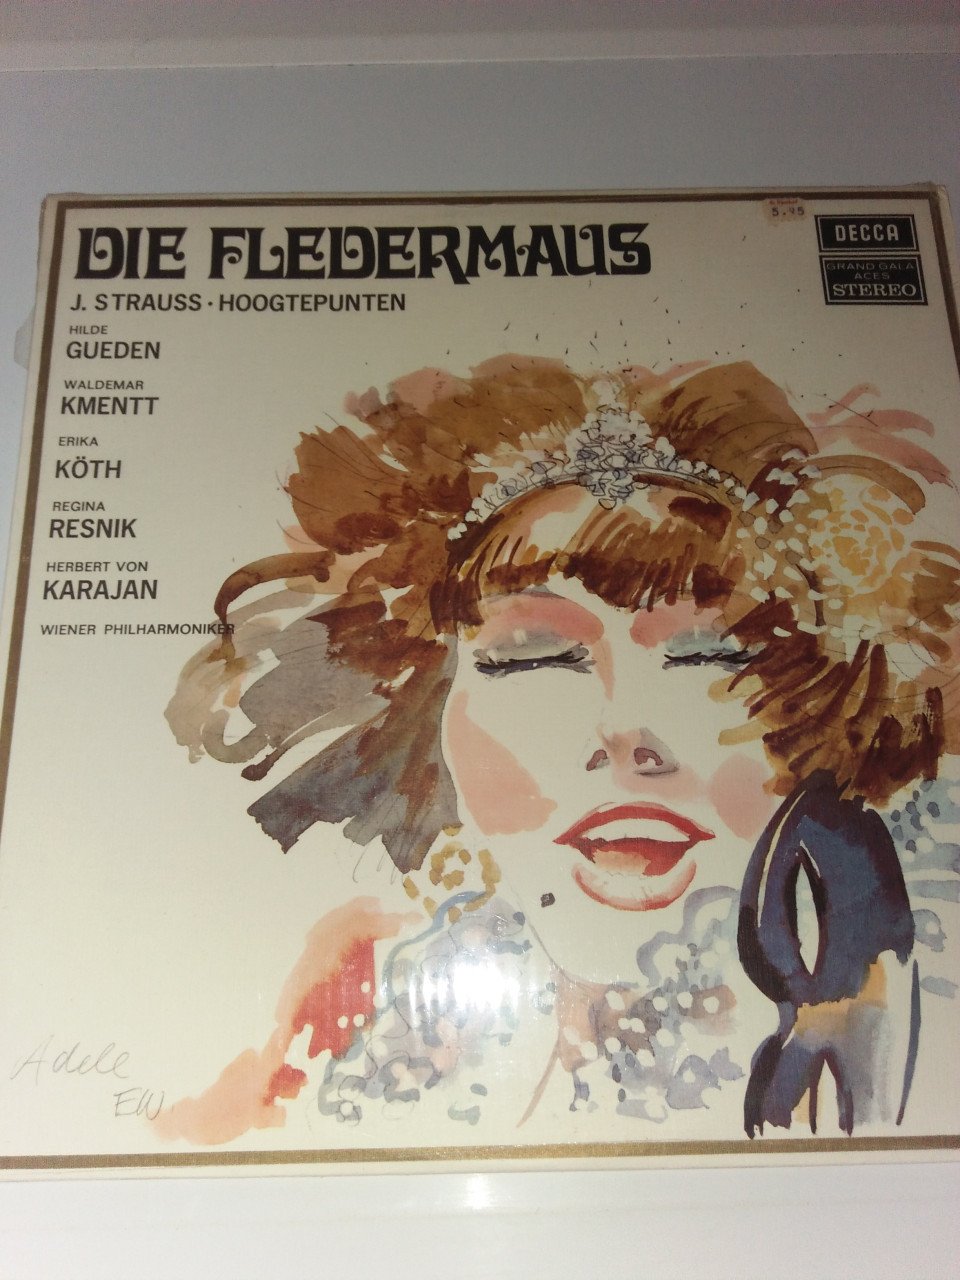 5.95
DIE FLEDERMAUS
DECCA
GRAND GALA
ACES
STEREO
J. STRAUSS · HOOGTEPUNTEN
HILDE
GUEDEN
WALDEMAR
KMENTT
ERIKA
KÖTH
REGINA
RESNIK
HERBERT VON
KARAJAN
WIENER PHILHARMONIKER
Adele
EW